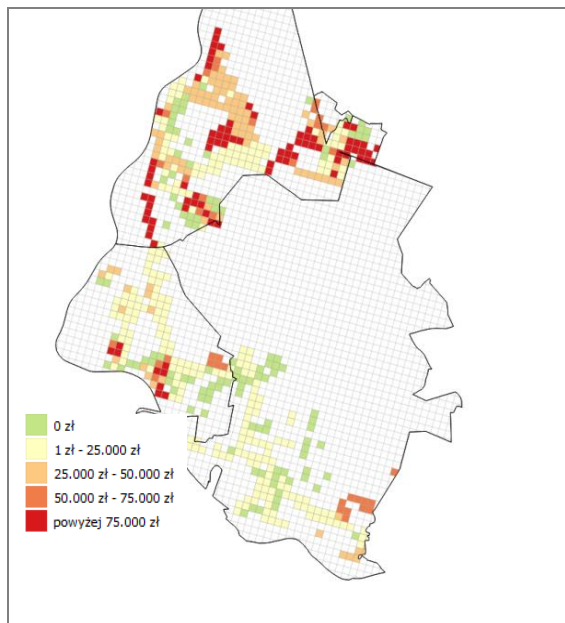 0 zł
1 zł - 25.000 zł
25.000 zł - 50.000 zł
50.000 zł - 75.000 zł
powyżej 75.000 zł